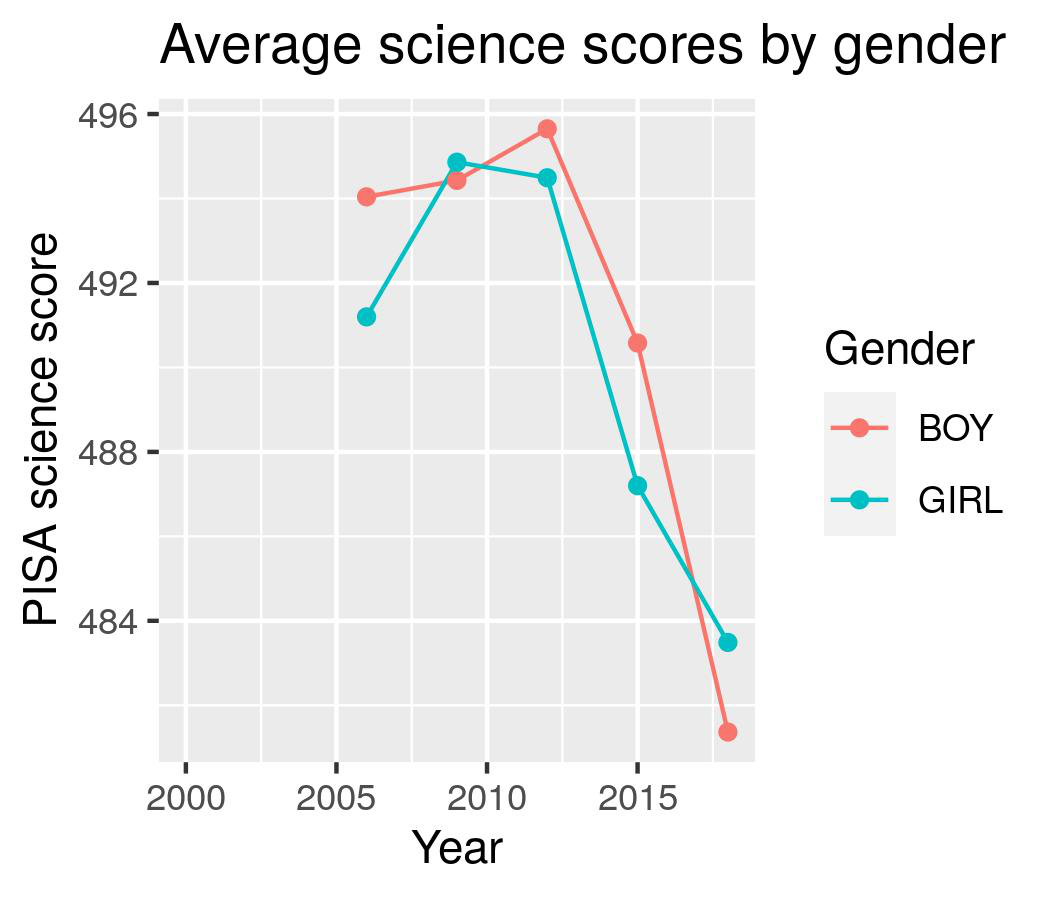 Average science scores by gender
496
492
488
484
PISA science score
2000 2005 2010 2015
Year
Gender
BOY
GIRL